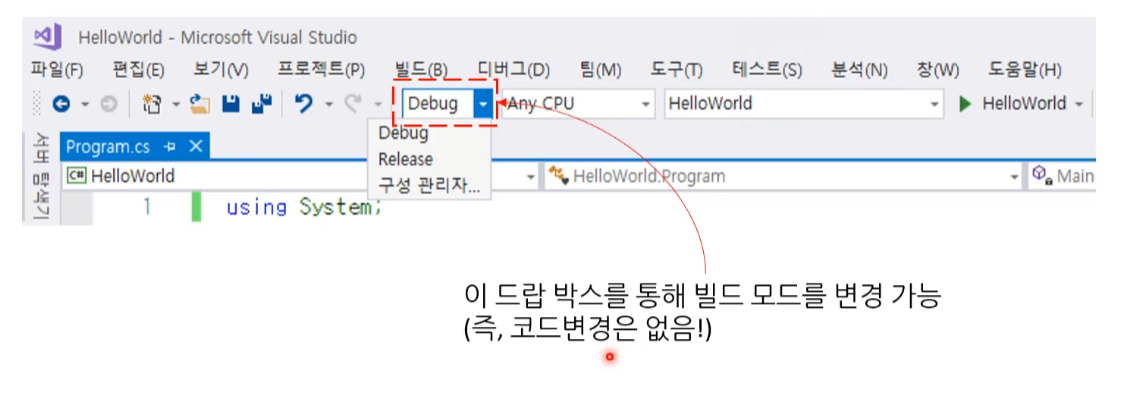 HelloWorld - Microsoft Visual Studio
파일(F) 편집(E) 보기(V) 프로젝트(P) 빌드(B) 디버그(D) 팀(M) 도구(T) 테스트(S) 분석(N) 창(W) 도움말(H)
Debug Any CPU HelloWorld HelloWorld
Debug
Release
구성 관리자...
서버 탐색기
Program.cs
C# HelloWorld HelloWorld.Program Main
1 using System;
이 드랍 박스를 통해 빌드 모드를 변경 가능
(즉, 코드변경은 없음!)